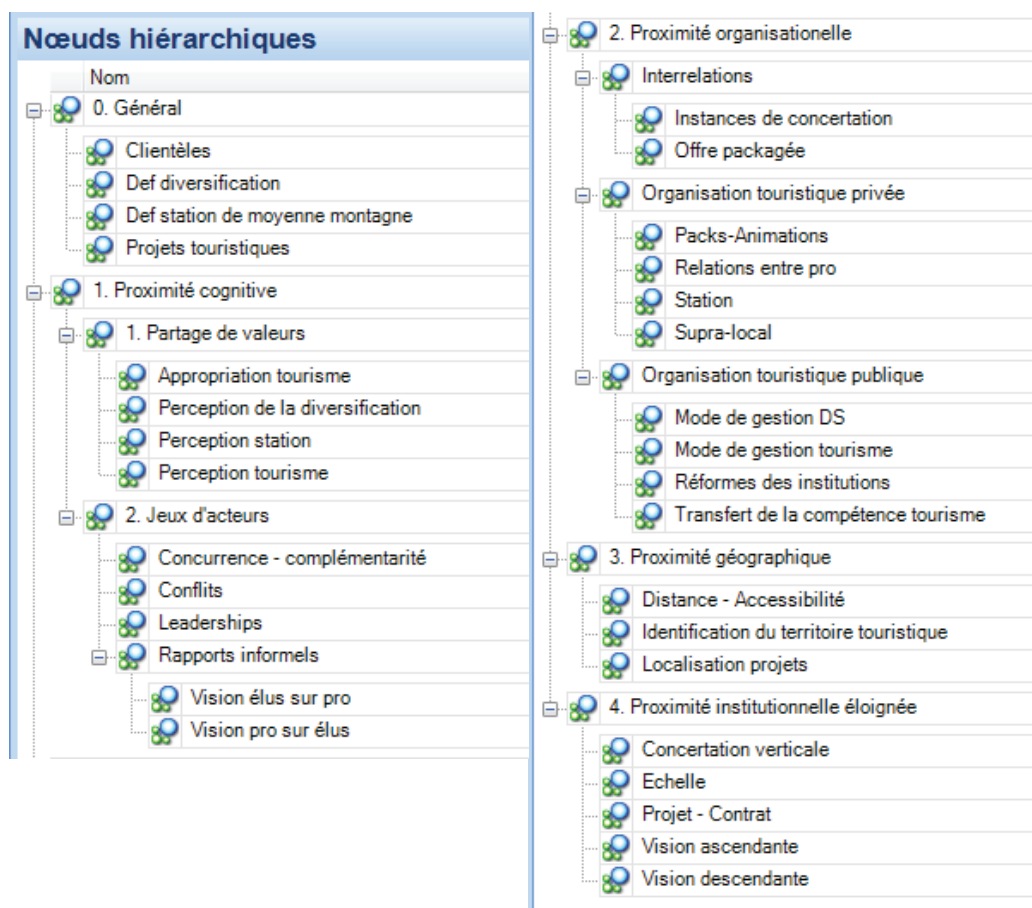 Nœuds hiérarchiques
Nom
0. Général
Clientèles
Def diversification
Def station de moyenne montagne
Projets touristiques
1. Proximité cognitive
1. Partage de valeurs
Appropriation tourisme
Perception de la diversification
Perception station
Perception tourisme
2. Jeux d'acteurs
Concurrence - complémentarité
Conflits
Leaderships
Rapports informels
Vision élus sur pro
Vision pro sur élus
2. Proximité organisationelle
Interrelations
Instances de concertation
Offre packagée
Organisation touristique privée
Packs-Animations
Relations entre pro
Station
Supra-local
Organisation touristique publique
Mode de gestion DS
Mode de gestion tourisme
Réformes des institutions
Transfert de la compétence tourisme
3. Proximité géographique
Distance - Accessibilité
Identification du territoire touristique
Localisation projets
4. Proximité institutionnelle éloignée
Concertation verticale
Echelle
Projet - Contrat
Vision ascendante
Vision descendante